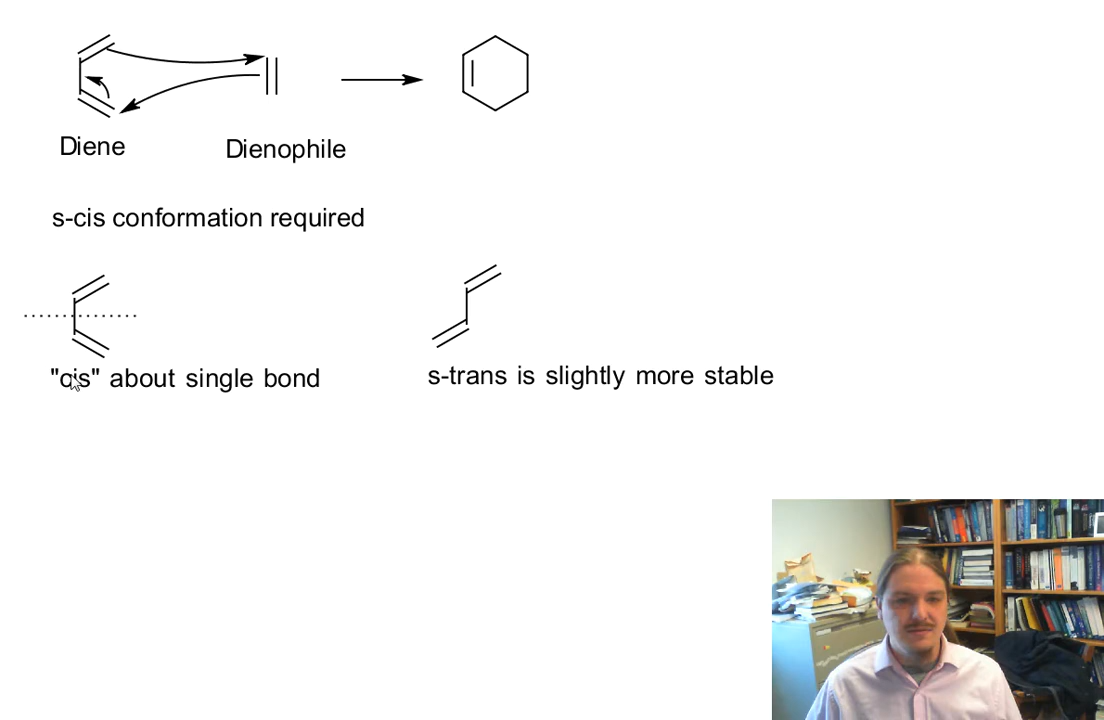 Diene
Dienophile
s-cis conformation required
"cis" about single bond
s-trans is slightly more stable